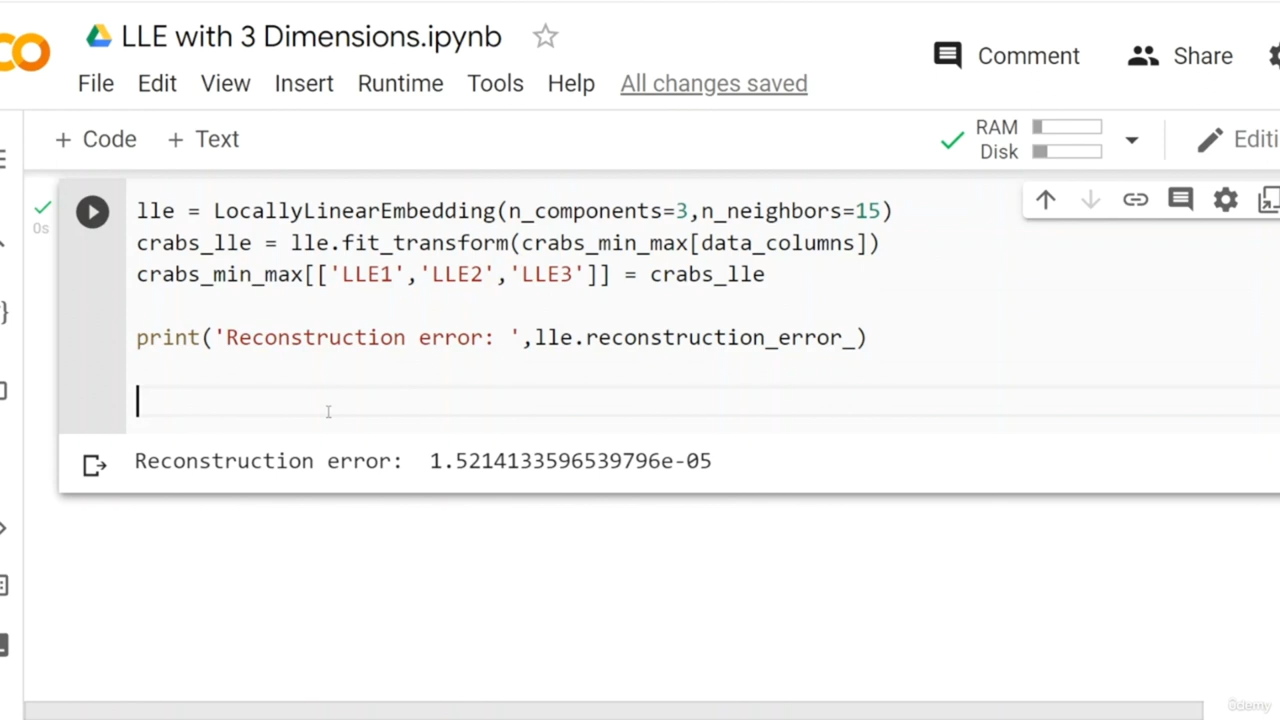 LLE with 3 Dimensions.ipynb
Comment
Share
File Edit View Insert Runtime Tools Help All changes saved
+ Code + Text
RAM
Disk
Editi
0s
lle = LocallyLinearEmbedding(n_components=3,n_neighbors=15)
crabs_lle = lle.fit_transform(crabs_min_max[data_columns])
crabs_min_max[['LLE1','LLE2','LLE3']] = crabs_lle
print('Reconstruction error: ',lle.reconstruction_error_)
Reconstruction error:  1.5214133596539796e-05
ûdemy